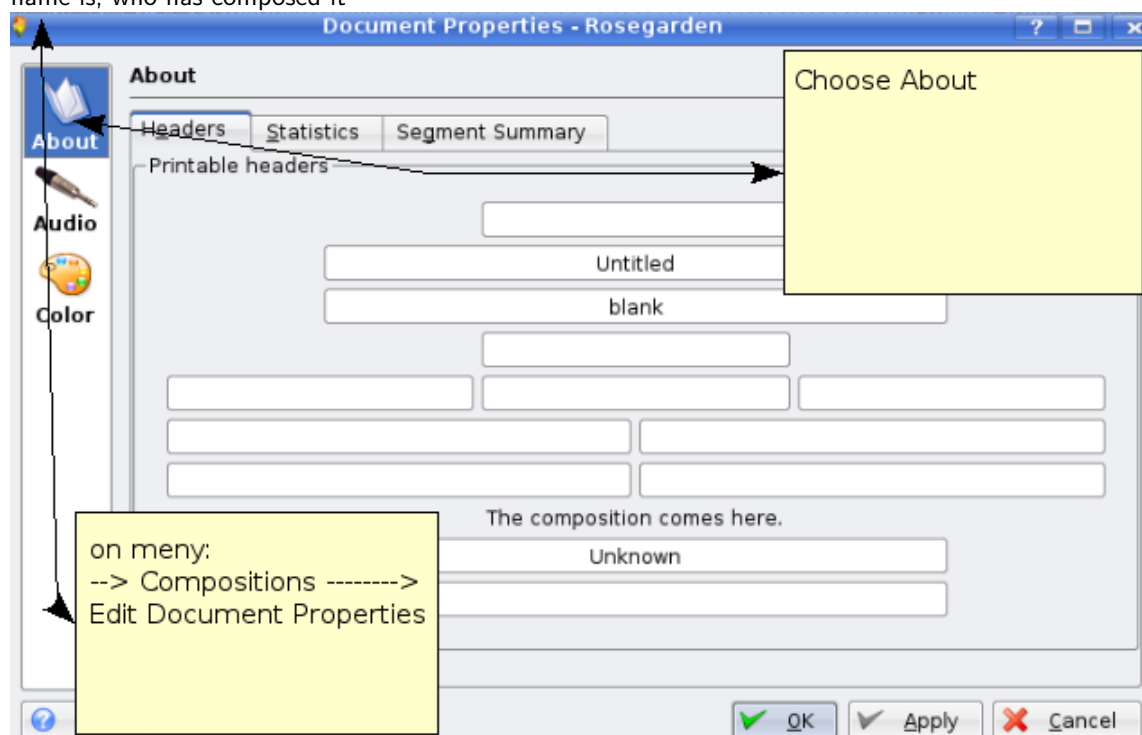 name is, who has composed it
Document Properties - Rosegarden
About
Choose About
About
Headers Statistics Segment Summary
Printable headers
Audio
Untitled
Color
blank
The composition comes here.
on meny:
--> Compositions -------->
Edit Document Properties
Unknown
OK Apply Cancel